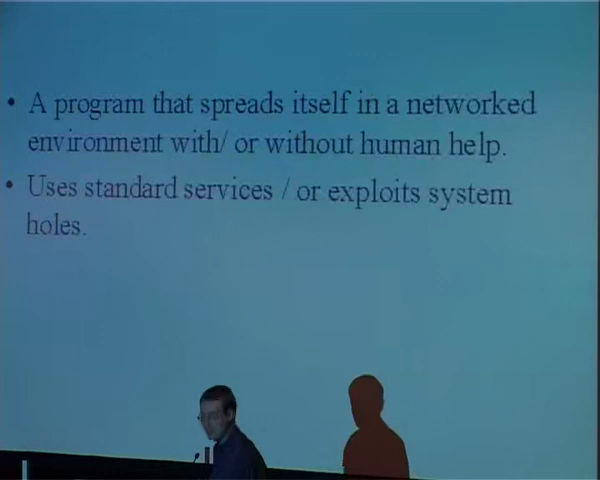 • A program that spreads itself in a networked
environment with/ or without human help.
• Uses standard services / or exploits system
holes.